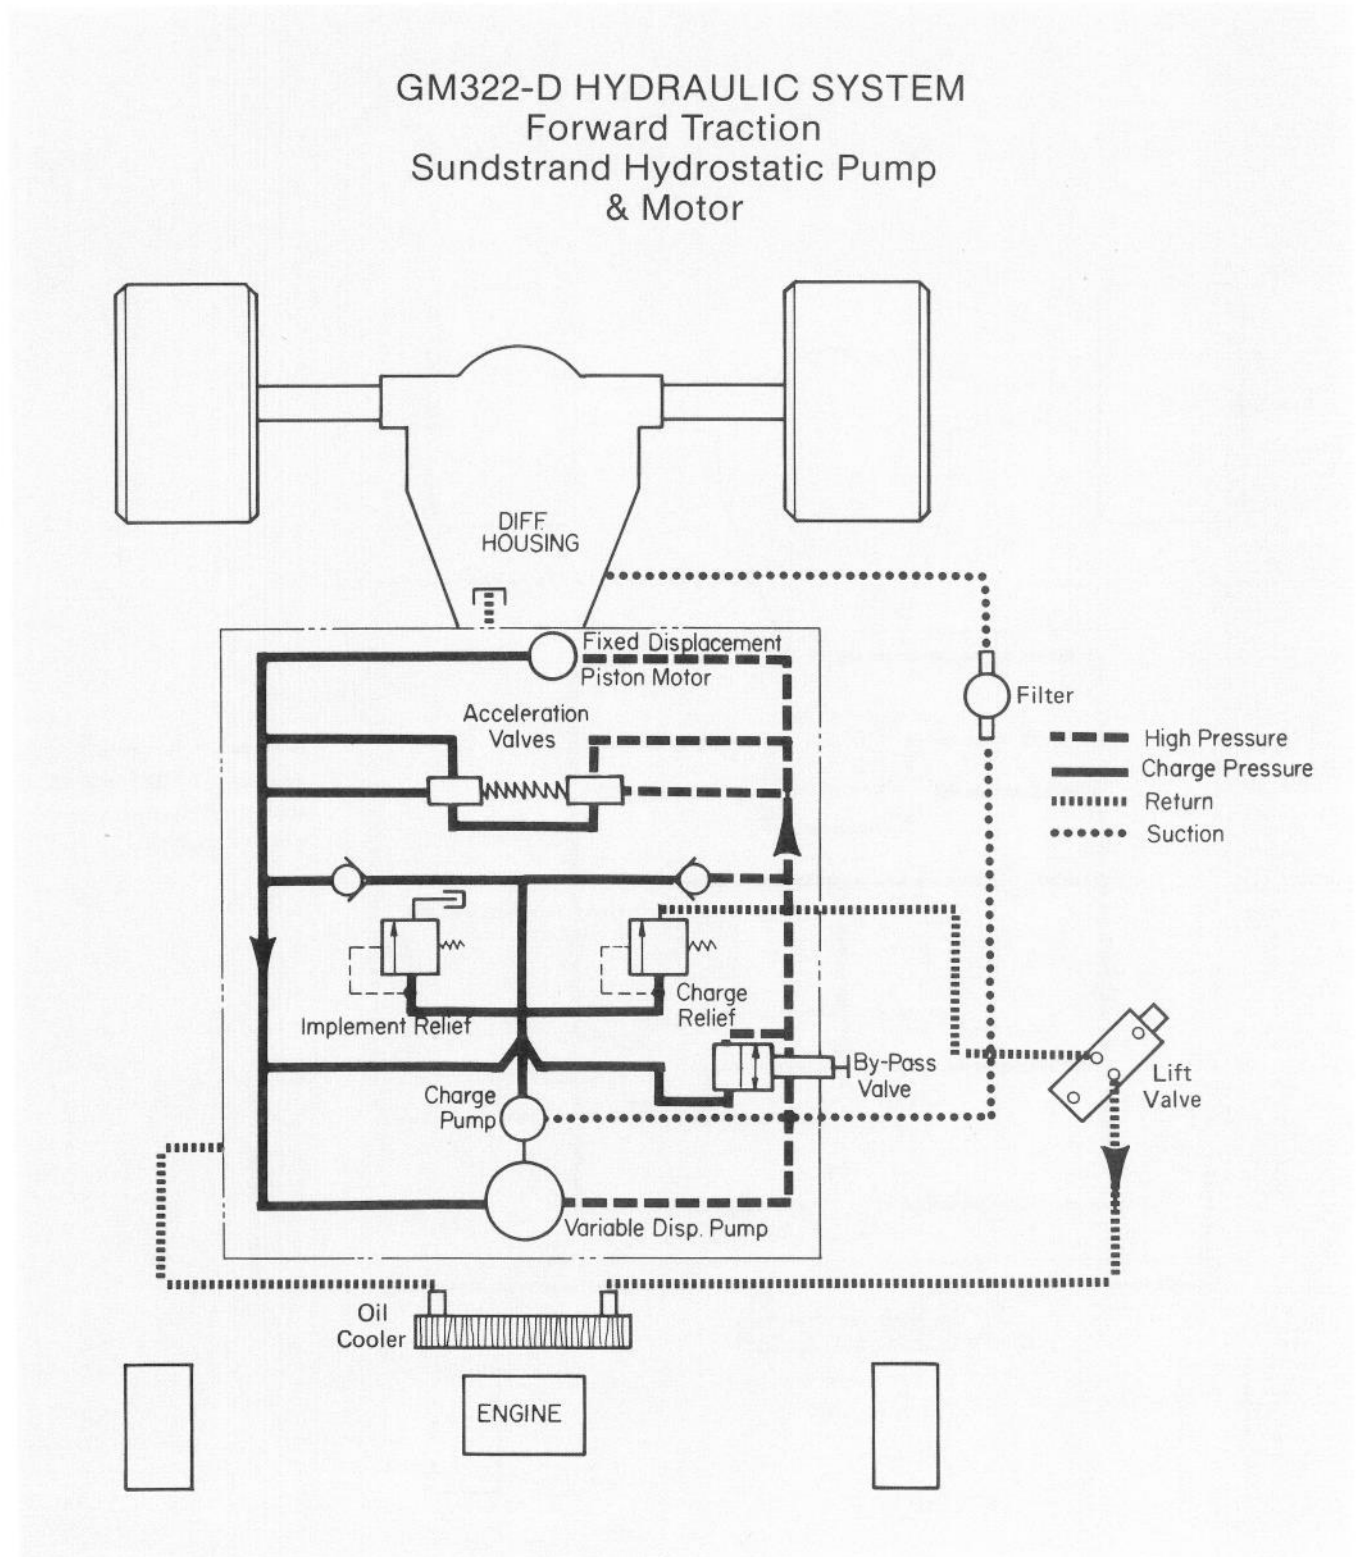 GM322-D HYDRAULIC SYSTEM
Forward Traction
Sundstrand Hydrostatic Pump
& Motor
DIFF.
HOUSING
Fixed Displacement
Piston Motor
Acceleration
Valves
Filter
High Pressure
Charge Pressure
Return
Suction
Implement Relief
Charge
Relief
By-Pass
Valve
Lift
Valve
Charge
Pump
Variable Disp. Pump
Oil
Cooler
ENGINE